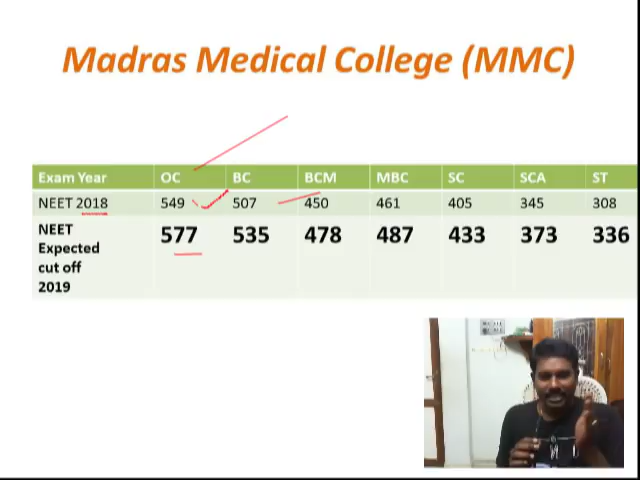 Madras Medical College (MMC)
Exam Year OC BC BCM MBC SC SCA ST
NEET 2018 549 507 450 461 405 345 308
NEET Expected cut off 2019 577 535 478 487 433 373 336